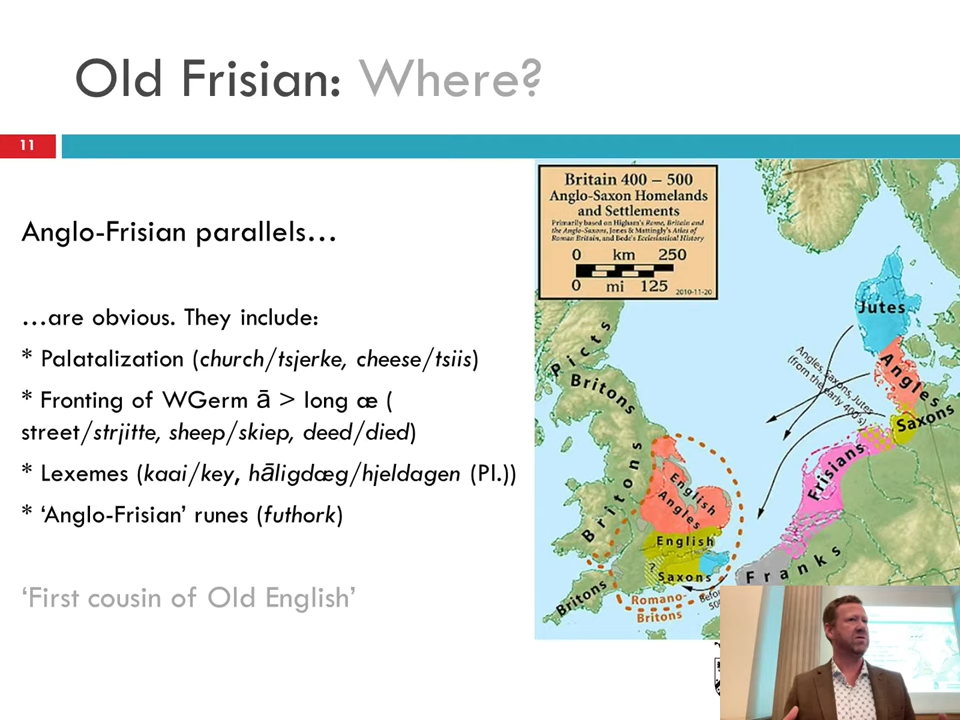 Old Frisian: Where?
11
Anglo-Frisian parallels…
…are obvious. They include:
* Palatalization (church/tsjerke, cheese/tsiis)
* Fronting of WGerm ā > long æ (
street/strjitte, sheep/skiep, deed/died)
* Lexemes (kaai/key, hāligdæg/hjeldagen (Pl.))
* ‘Anglo-Frisian’ runes (futhork)
‘First cousin of Old English’
Britain 400 – 500
Anglo-Saxon Homelands
and Settlements
Primarily based on Higham's Rome, Britain and
the Anglo-Saxons, Jones & Mattingly's Atlas of
Roman Britain, and Bede's Ecclesiastical History
0 km 250
0 mi 125
2010-11-20
Jutes
Angles
Saxons
Angles, Saxons, Jutes
(from the early 400's)
Frisians
Franks
Picts
Britons
Britons
English
Angles
English
?
Saxons
Britons
Romano-
Britons